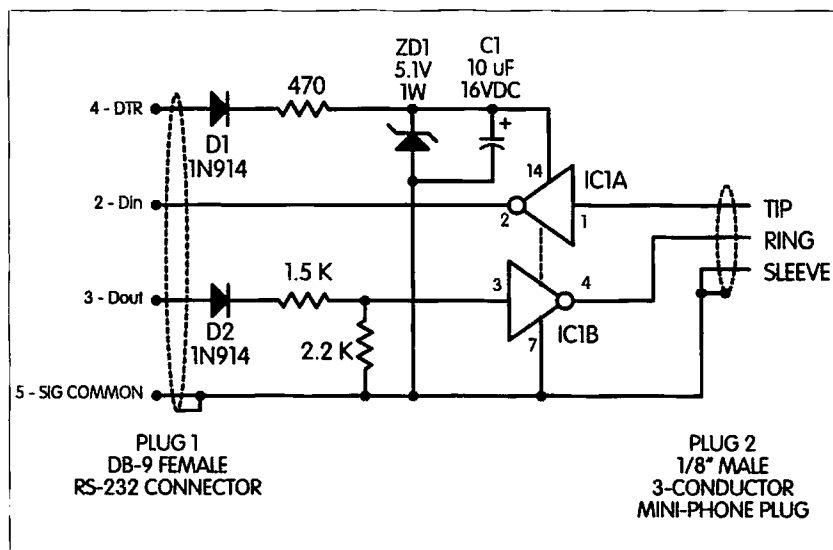 ZD1
5.1V
1W
C1
10 uF
16VDC
+
470
4 - DTR
D1
1N914
14
IC1A
2 - Din
2
1
TIP
RING
SLEEVE
1.5 K
3 - Dout
3
4
D2
1N914
2.2 K
IC1B
7
5 - SIG COMMON
PLUG 1
DB-9 FEMALE
RS-232 CONNECTOR
PLUG 2
1/8" MALE
3-CONDUCTOR
MINI-PHONE PLUG